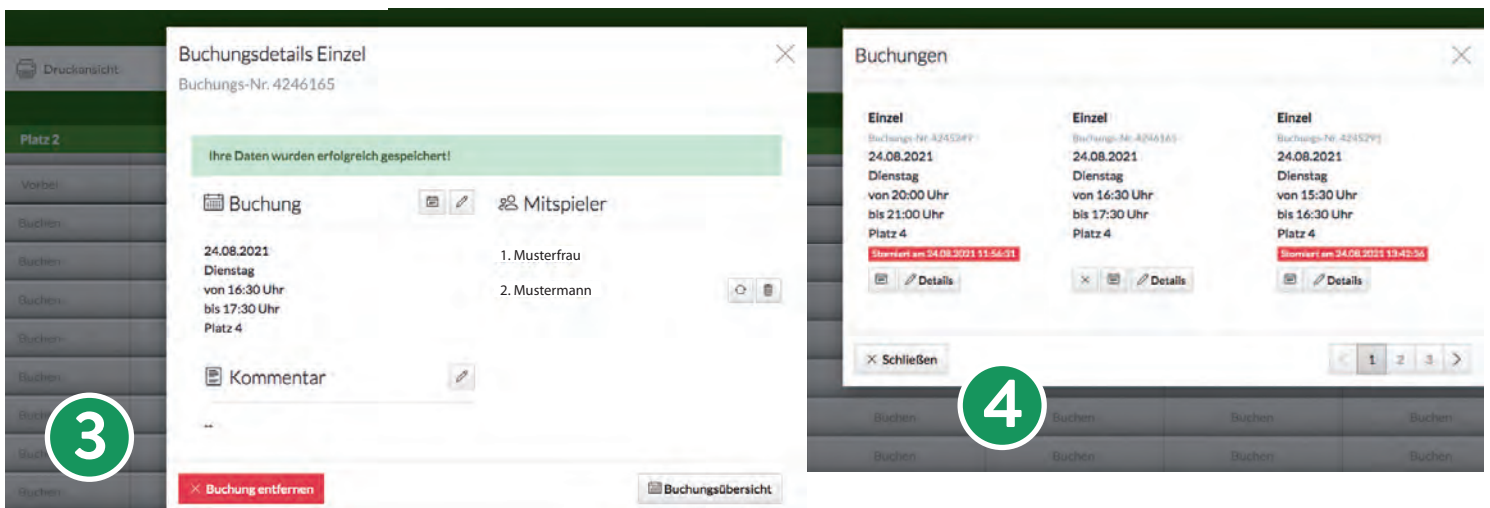 Druckansicht
Platz 2
Vorbei
Buchen
Buchen
Buchen
Buchen
Buchen
Buchen
3
Buchungsdetails Einzel
Buchungs-Nr. 4246165
Ihre Daten wurden erfolgreich gespeichert!
Buchung
24.08.2021
Dienstag
von 16:30 Uhr
bis 17:30 Uhr
Platz 4
Kommentar
--
Mitspieler
1. Musterfrau
2. Mustermann
× Buchung entfernen
Buchungsübersicht
Buchungen
Einzel
24.08.2021
Dienstag
von 20:00 Uhr
bis 21:00 Uhr
Platz 4
Storniert am 24.08.2021 11:56:31
Details
Einzel
Buchungs-Nr. 4246165
24.08.2021
Dienstag
von 16:30 Uhr
bis 17:30 Uhr
Platz 4
× Details
Einzel
24.08.2021
Dienstag
von 15:30 Uhr
bis 16:30 Uhr
Platz 4
Storniert am 24.08.2021 13:42:36
Details
× Schließen
< 1 2 3 >
4
Buchen Buchen Buchen Buchen
Buchen Buchen Buchen Buchen